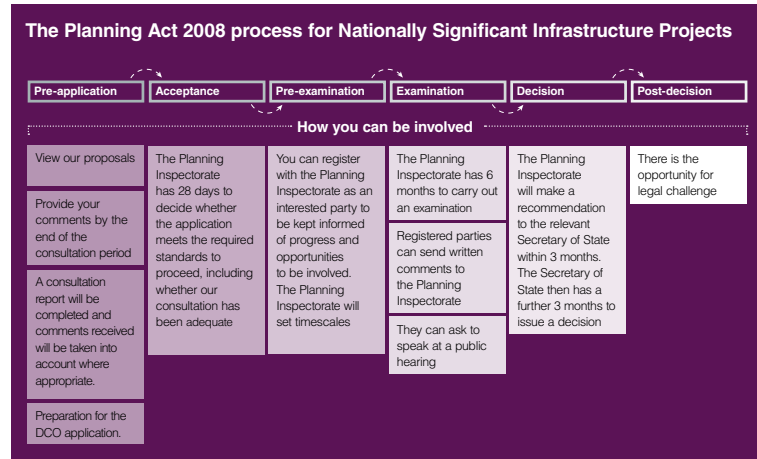 The Planning Act 2008 process for Nationally Significant Infrastructure Projects
Pre-application
Acceptance
Pre-examination
Examination
Decision
Post-decision
How you can be involved
View our proposals
Provide your
comments by the
end of the
consultation period
A consultation
report will be
completed and
comments received
will be taken into
account where
appropriate.
Preparation for the
DCO application.
The Planning
Inspectorate
has 28 days to
decide whether
the application
meets the required
standards to
proceed, including
whether our
consultation has
been adequate
You can register
with the Planning
Inspectorate as an
interested party to
be kept informed
of progress and
opportunities
to be involved.
The Planning
Inspectorate will
set timescales
The Planning
Inspectorate has 6
months to carry out
an examination
Registered parties
can send written
comments to
the Planning
Inspectorate
They can ask to
speak at a public
hearing
The Planning
Inspectorate
will make a
recommendation
to the relevant
Secretary of State
within 3 months.
The Secretary of
State then has a
further 3 months to
issue a decision
There is the
opportunity for
legal challenge